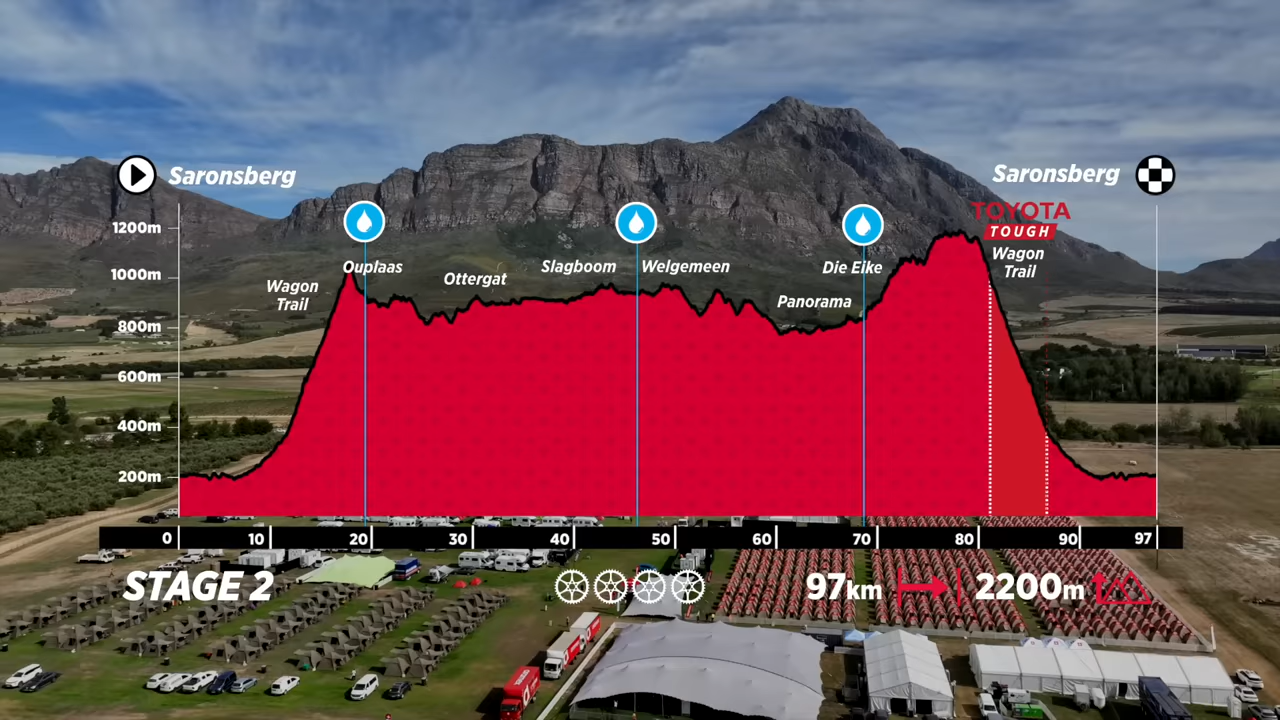 Saronsberg
Saronsberg
TOYOTA
TOUGH
1200m
1000m
800m
600m
400m
200m
Wagon
Trail
Ouplaas
Ottergat
Slagboom
Welgemeen
Panorama
Die Eike
Wagon
Trail
0 10 20 30 40 50 60 70 80 90 97
STAGE 2
97km
2200m